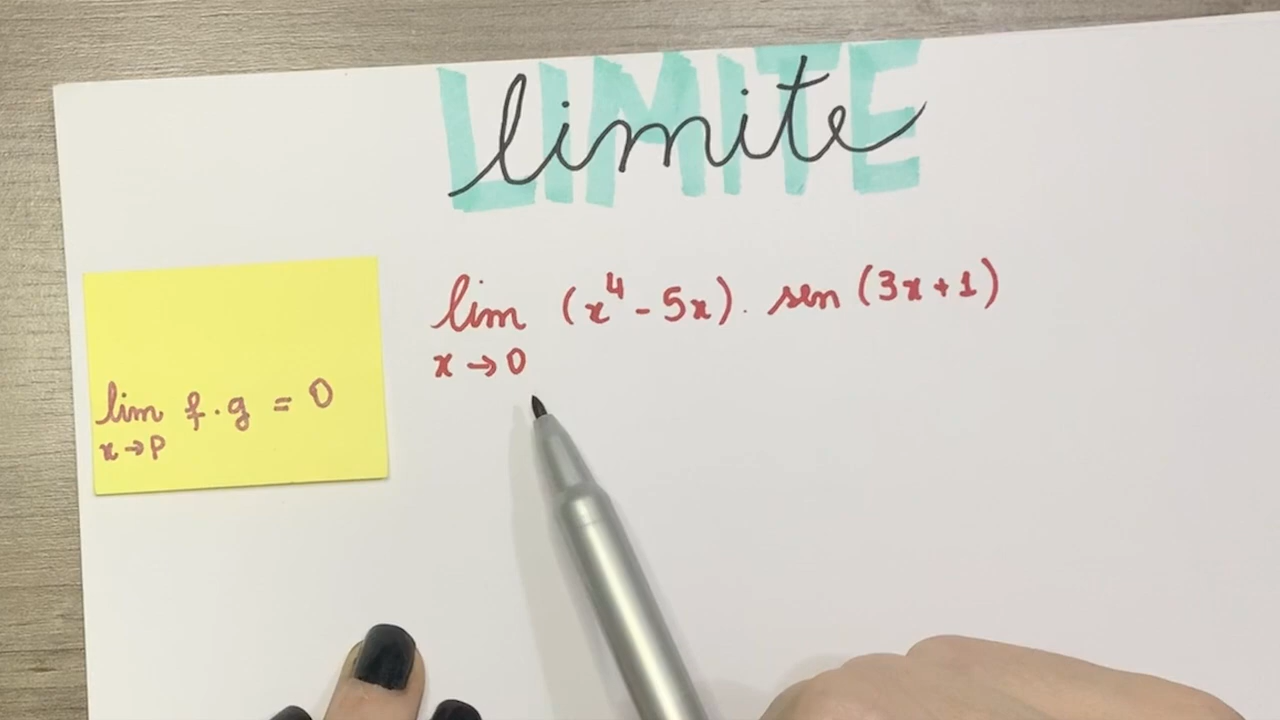 LIMITE
limite
lim (x⁴ - 5x) . sen (3x + 1)
x → 0
lim f . g = 0
x → p